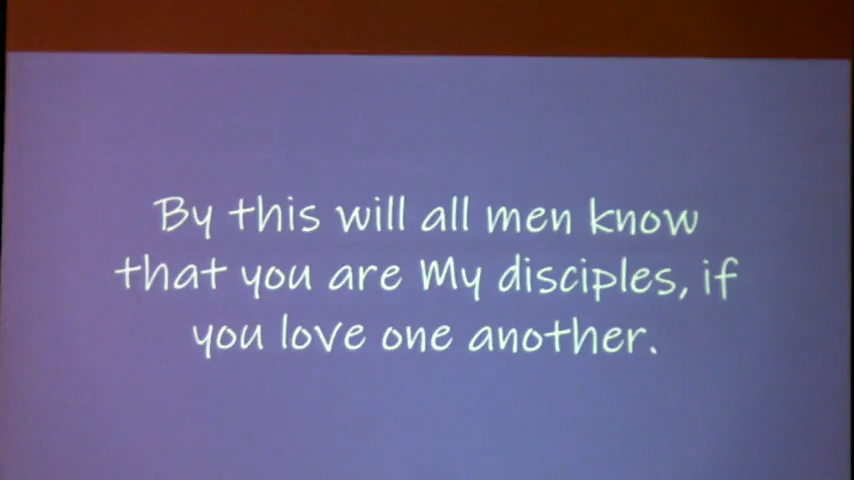 By this will all men know
that you are My disciples, if
you love one another.